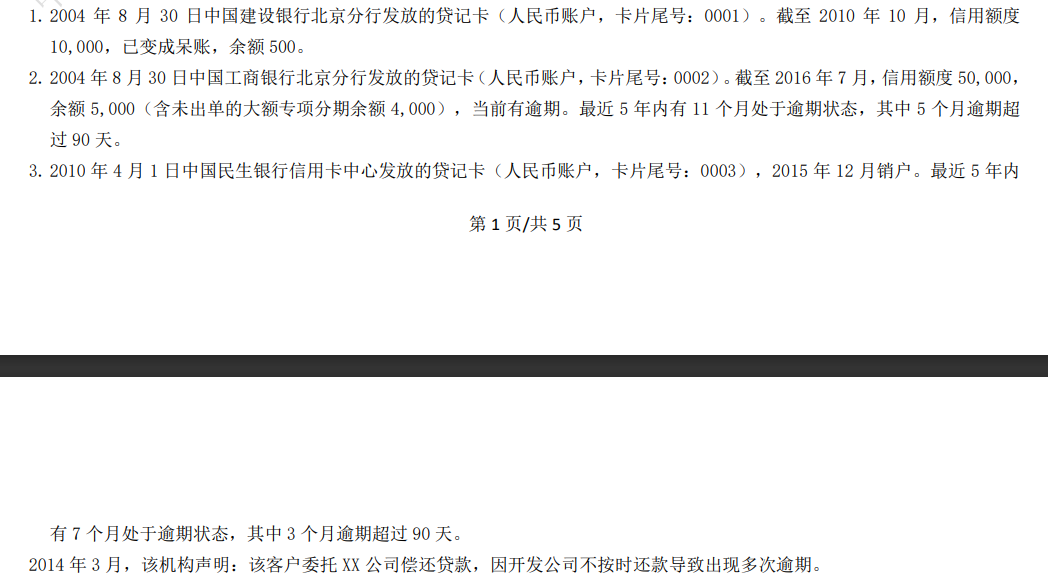 1. 2004 年 8 月 30 日中国建设银行北京分行发放的贷记卡（人民币账户，卡片尾号：0001）。截至 2010 年 10 月，信用额度
10,000，已变成呆账，余额 500。
2. 2004 年 8 月 30 日中国工商银行北京分行发放的贷记卡（人民币账户，卡片尾号：0002）。截至 2016 年 7 月，信用额度 50,000，
余额 5,000（含未出单的大额专项分期余额 4,000），当前有逾期。最近 5 年内有 11 个月处于逾期状态，其中 5 个月逾期超
过 90 天。
3. 2010 年 4 月 1 日中国民生银行信用卡中心发放的贷记卡（人民币账户，卡片尾号：0003），2015 年 12 月销户。最近 5 年内
第 1 页/共 5 页
有 7 个月处于逾期状态，其中 3 个月逾期超过 90 天。
2014 年 3 月，该机构声明：该客户委托 XX 公司偿还贷款，因开发公司不按时还款导致出现多次逾期。